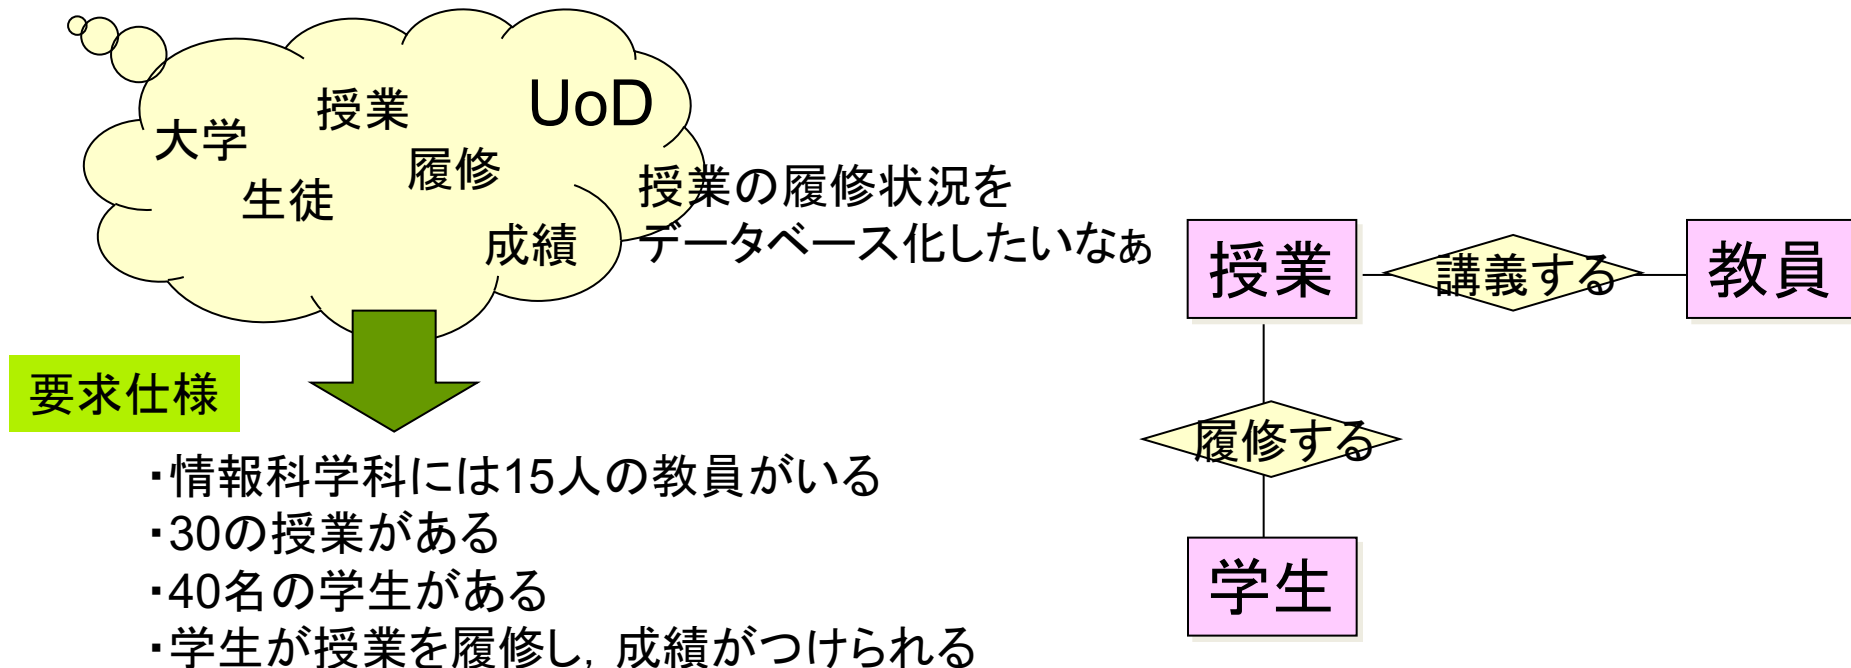 大学
授業
UoD
生徒
履修
成績
授業の履修状況を
データベース化したいなぁ
要求仕様
・情報科学科には15人の教員がいる
・30の授業がある
・40名の学生がある
・学生が授業を履修し，成績がつけられる
授業
講義する
教員
履修する
学生